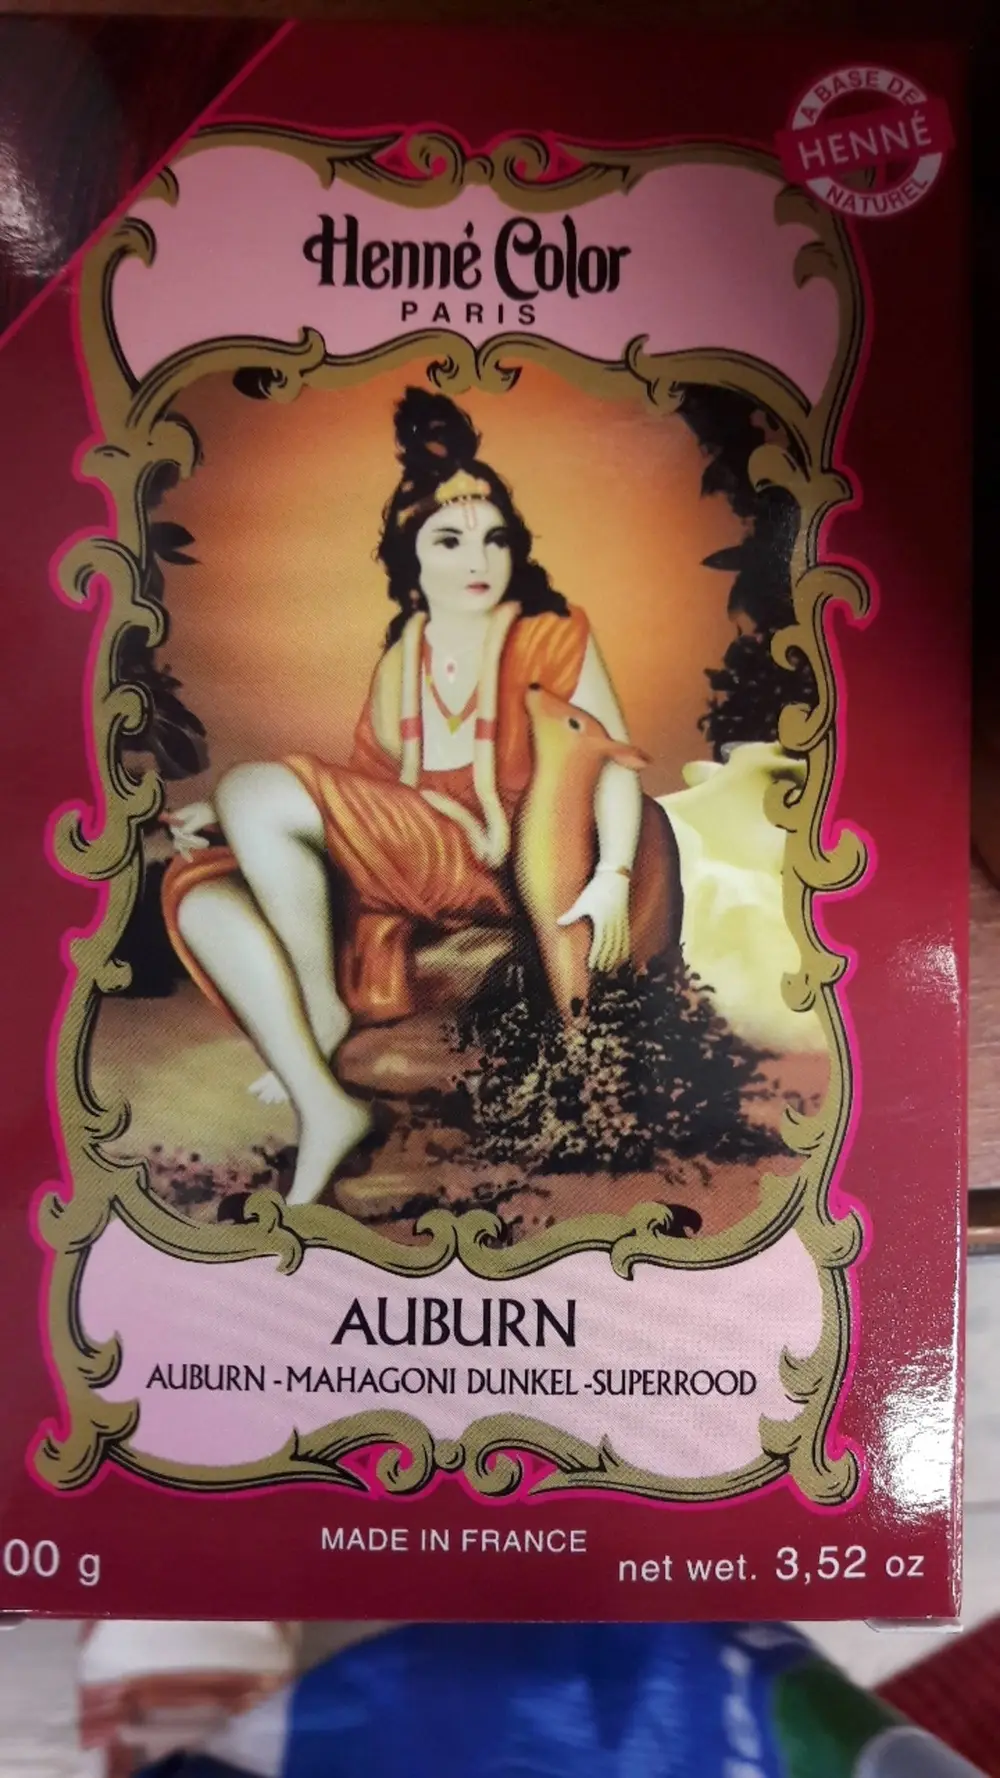 A BASE DE
HENNÉ
NATUREL
Henné Color
PARIS
AUBURN
AUBURN - MAHAGONI DUNKEL - SUPERROOD
MADE IN FRANCE
00 g
net wet. 3,52 oz